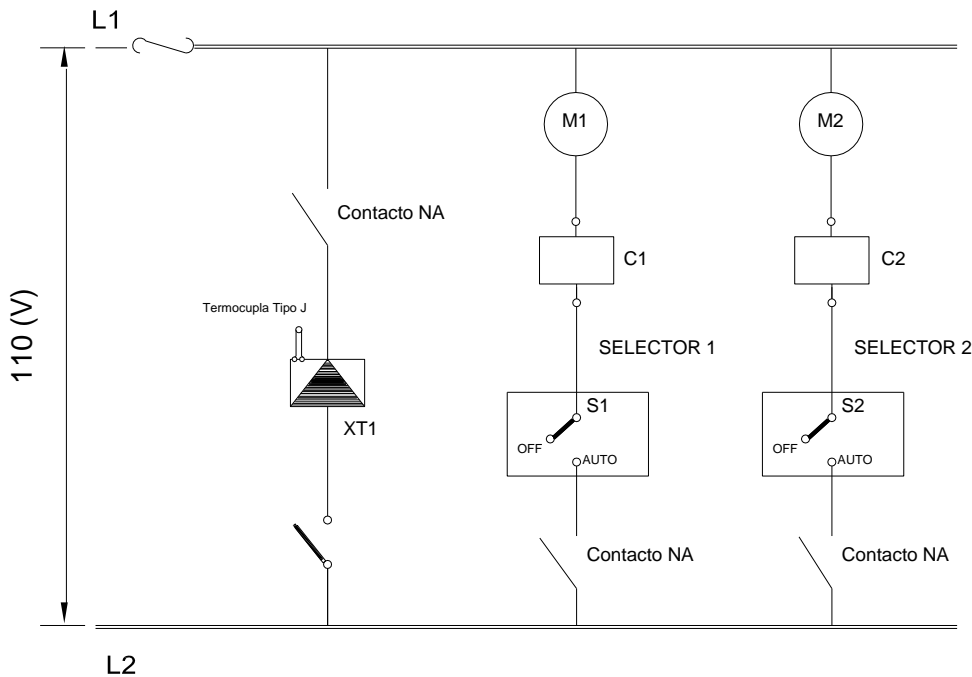 L1
M1
M2
Contacto NA
C1
C2
110 (V)
Termocupla Tipo J
SELECTOR 1
SELECTOR 2
XT1
S1
S2
OFF
AUTO
OFF
AUTO
Contacto NA
Contacto NA
L2